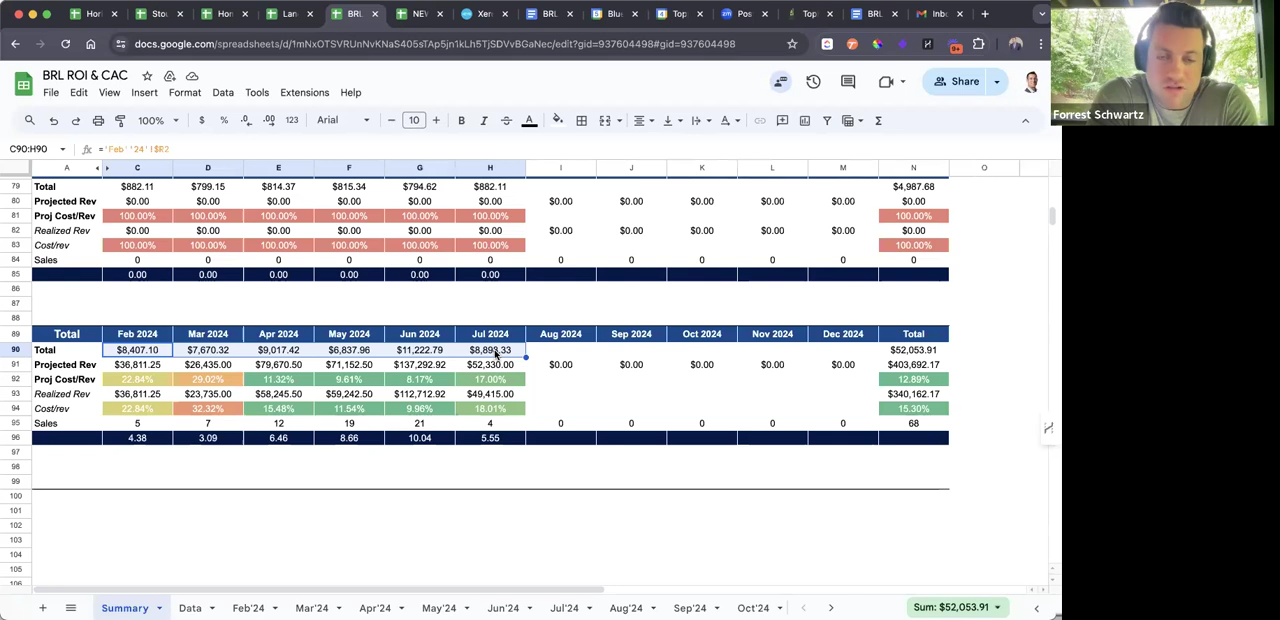 Hori Stoc Hor Lan BRL NEW Xer BRL Blue Top Pos Top BRL Inb
docs.google.com/spreadsheets/d/1mNxOTSVRUnNvKNaS405sTAp5jn1kLh5TjSDVvBGaNec/edit?gid=937604498#gid=937604498
Forrest Schwartz
BRL ROI & CAC
File Edit View Insert Format Data Tools Extensions Help
Share
100% $ % .0 .00 123 Arial 10 B I A
C90:H90 ='Feb''24'!$R2
A C D E F G H I J K L M N O
79 Total $882.11 $799.15 $814.37 $815.34 $794.62 $882.11 $4,987.68
80 Projected Rev $0.00 $0.00 $0.00 $0.00 $0.00 $0.00 $0.00 $0.00 $0.00 $0.00 $0.00 $0.00
81 Proj Cost/Rev 100.00% 100.00% 100.00% 100.00% 100.00% 100.00% 100.00%
82 Realized Rev $0.00 $0.00 $0.00 $0.00 $0.00 $0.00 $0.00 $0.00 $0.00 $0.00 $0.00 $0.00
83 Cost/rev 100.00% 100.00% 100.00% 100.00% 100.00% 100.00% 100.00%
84 Sales 0 0 0 0 0 0 0 0 0 0 0 0
85 0.00 0.00 0.00 0.00 0.00 0.00
86
87
88
89 Total Feb 2024 Mar 2024 Apr 2024 May 2024 Jun 2024 Jul 2024 Aug 2024 Sep 2024 Oct 2024 Nov 2024 Dec 2024 Total
90 Total $8,407.10 $7,670.32 $9,017.42 $6,837.96 $11,222.79 $8,898.33 $52,053.91
91 Projected Rev $36,811.25 $26,435.00 $79,670.50 $71,152.50 $137,292.92 $52,330.00 $0.00 $0.00 $0.00 $0.00 $0.00 $403,692.17
92 Proj Cost/Rev 22.84% 29.02% 11.32% 9.61% 8.17% 17.00% 12.89%
93 Realized Rev $36,811.25 $23,735.00 $58,245.50 $59,242.50 $112,712.92 $49,415.00 $340,162.17
94 Cost/rev 22.84% 32.32% 15.48% 11.54% 9.96% 18.01% 15.30%
95 Sales 5 7 12 19 21 4 0 0 0 0 0 68
96 4.38 3.09 6.46 8.66 10.04 5.55
97
98
99
100
101
102
103
104
105
106
Summary Data Feb'24 Mar'24 Apr'24 May'24 Jun'24 Jul'24 Aug'24 Sep'24 Oct'24 Sum: $52,053.91